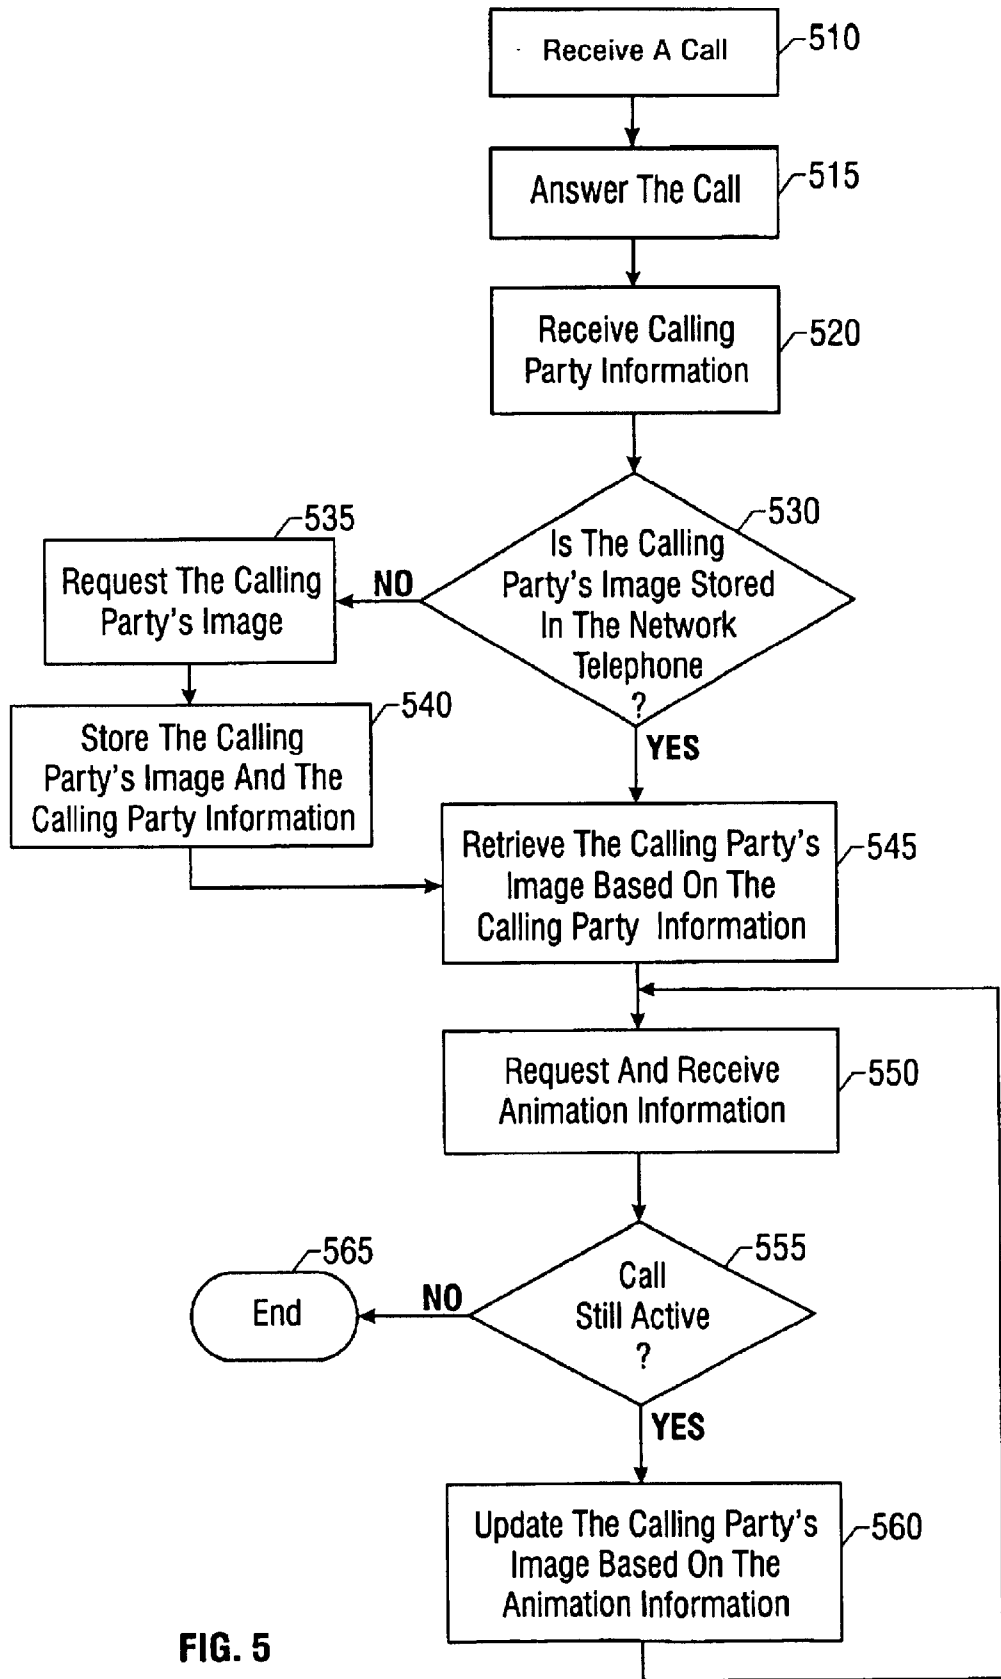 Receive A Call
510
Answer The Call
515
Receive Calling
Party Information
520
Is The Calling
Party's Image Stored
In The Network
Telephone
?
530
NO
YES
535
Request The Calling
Party's Image
540
Store The Calling
Party's Image And The
Calling Party Information
Retrieve The Calling Party's
Image Based On The
Calling Party Information
545
Request And Receive
Animation Information
550
Call
Still Active
?
555
NO
565
End
YES
Update The Calling Party's
Image Based On The
Animation Information
560
FIG. 5